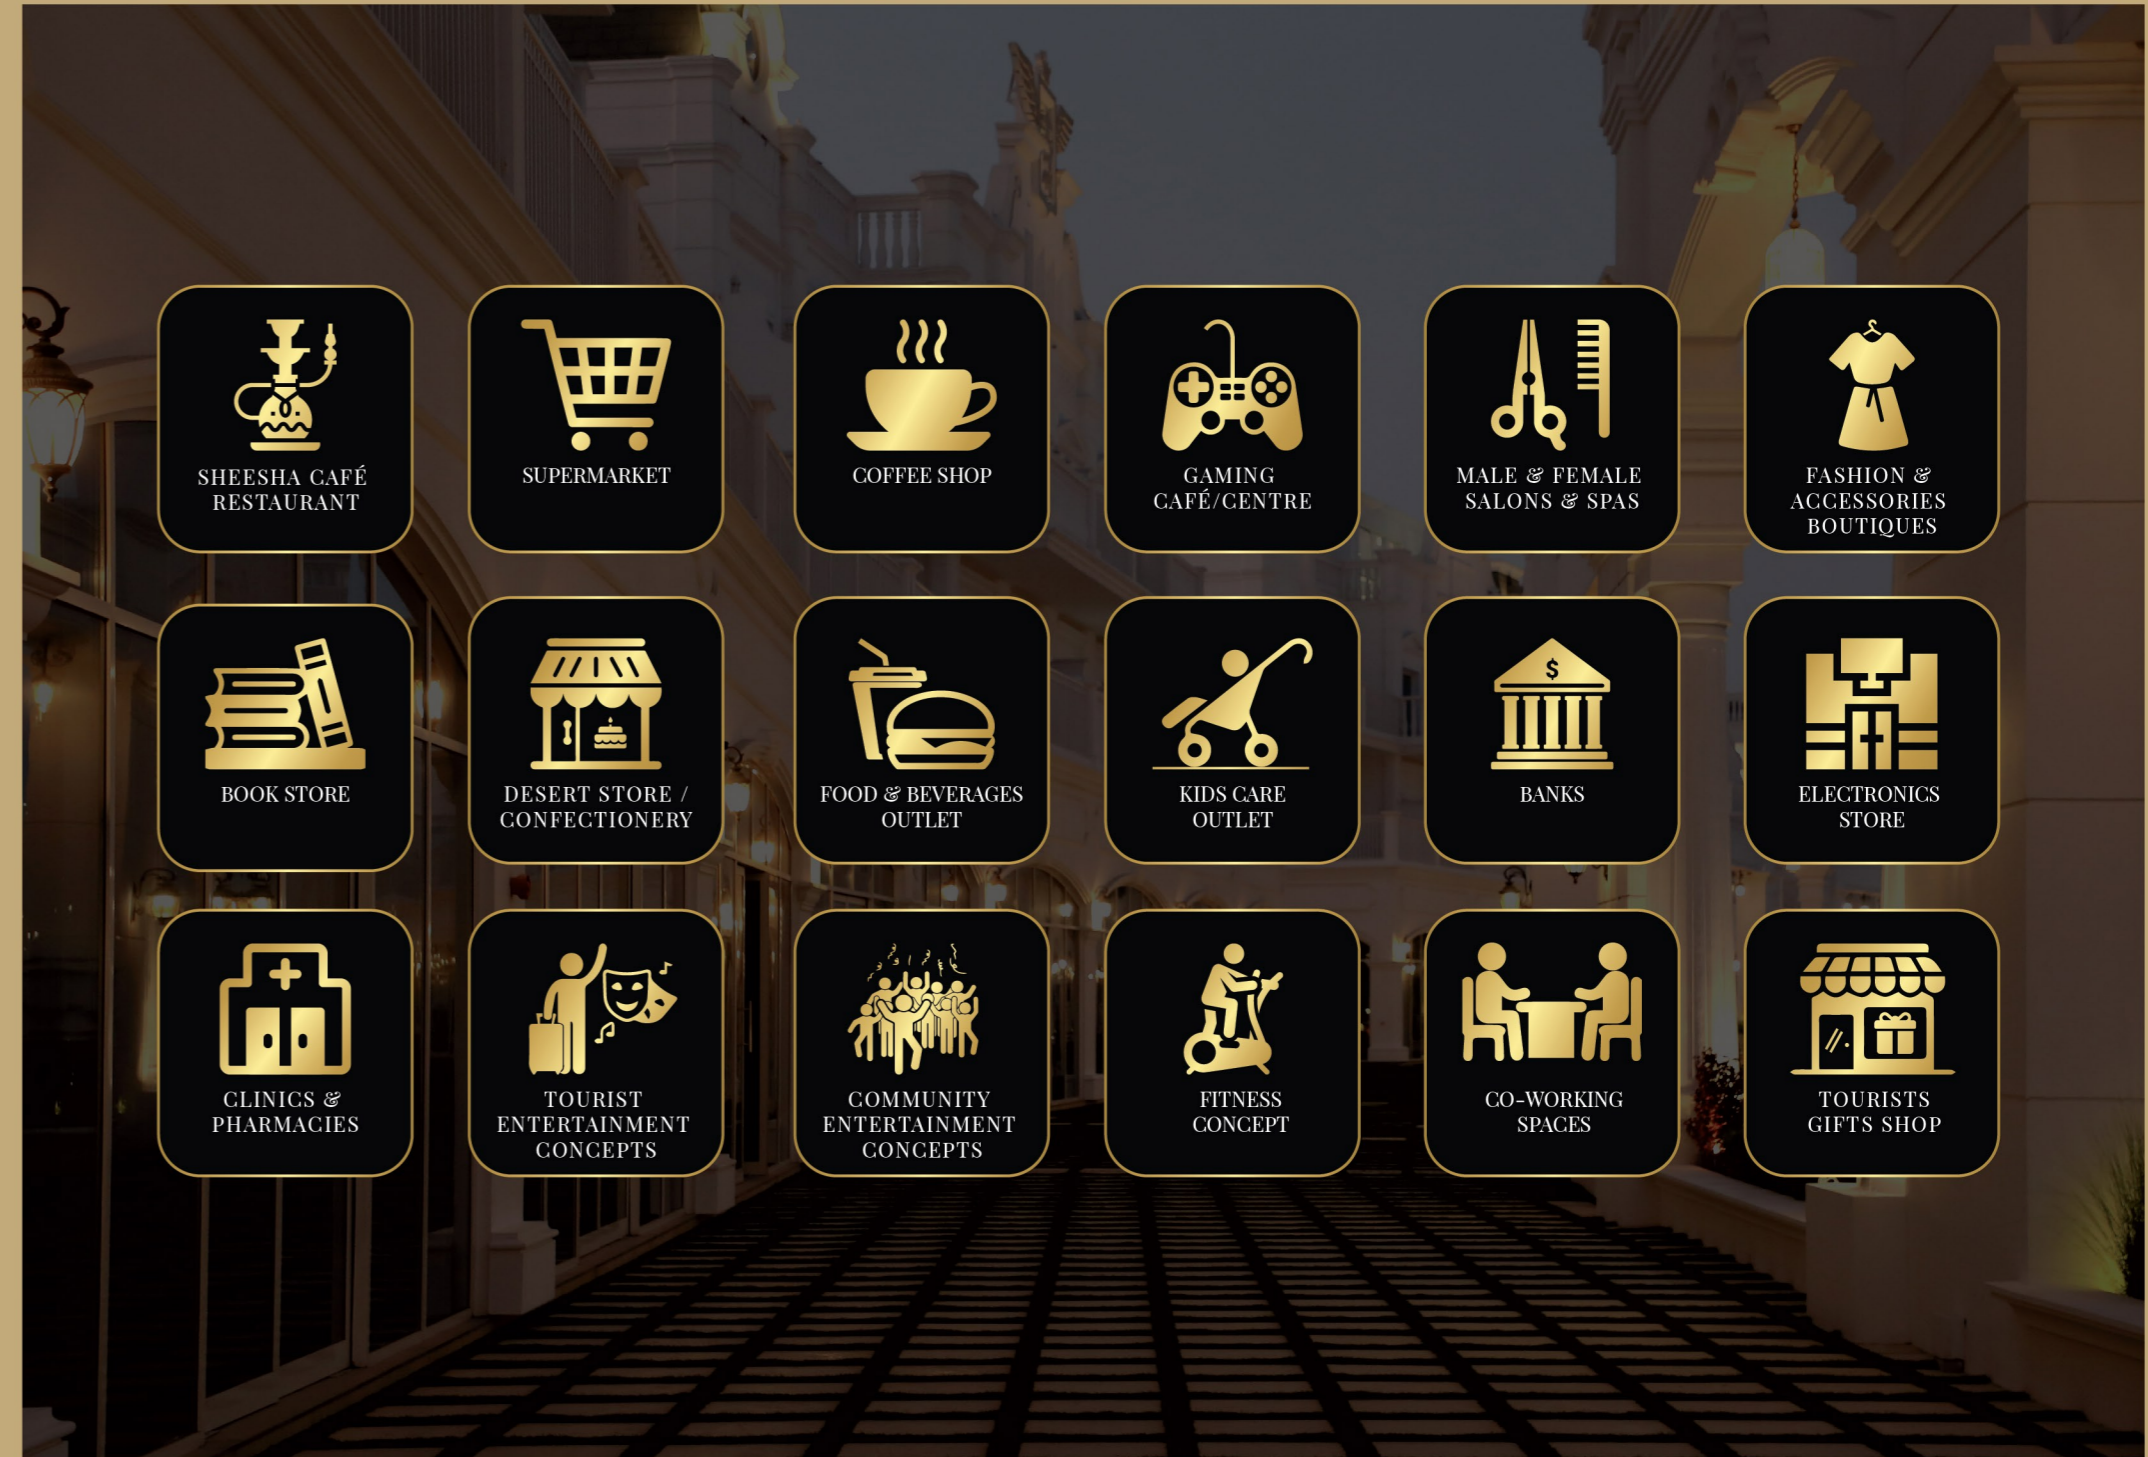 SHEESHA CAFÉ
RESTAURANT
SUPERMARKET
COFFEE SHOP
GAMING
CAFÉ/CENTRE
MALE & FEMALE
SALONS & SPAS
FASHION &
ACCESSORIES
BOUTIQUES
BOOK STORE
DESERT STORE /
CONFECTIONERY
FOOD & BEVERAGES
OUTLET
KIDS CARE
OUTLET
$
BANKS
ELECTRONICS
STORE
CLINICS &
PHARMACIES
TOURIST
ENTERTAINMENT
CONCEPTS
COMMUNITY
ENTERTAINMENT
CONCEPTS
FITNESS
CONCEPT
CO-WORKING
SPACES
TOURISTS
GIFTS SHOP